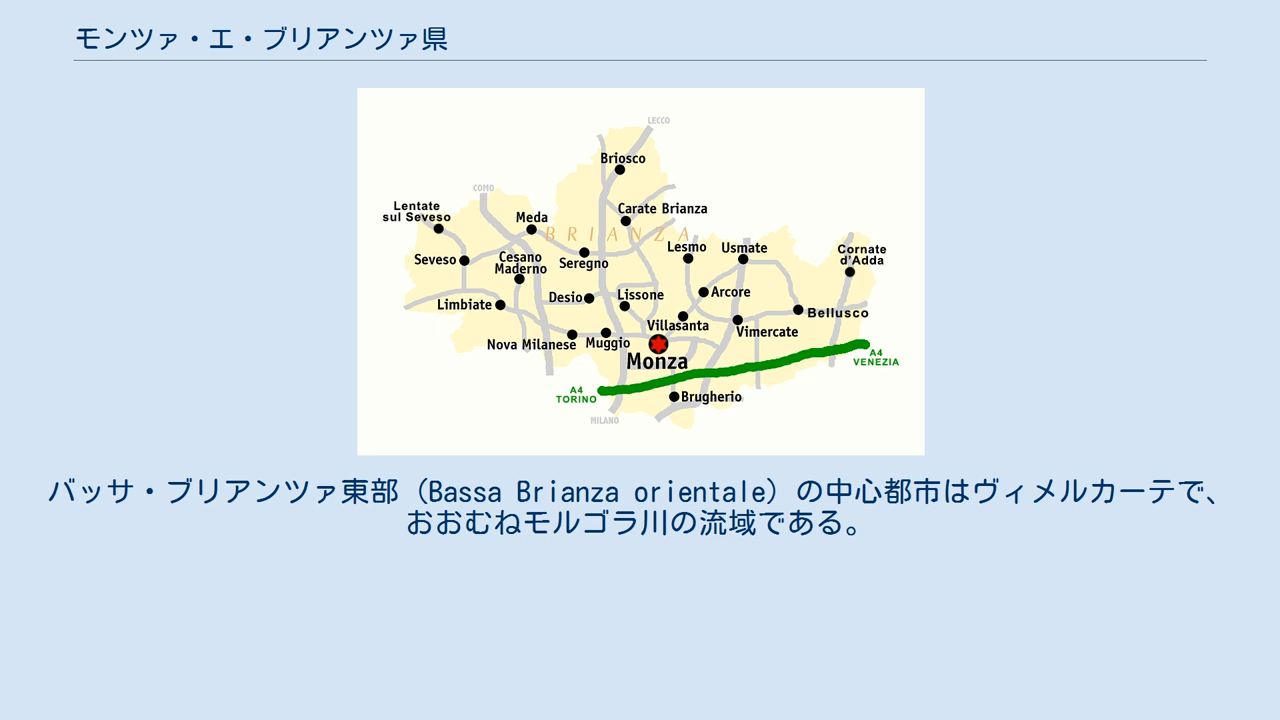 モンツァ・エ・ブリアンツァ県
LECCO
Briosco
COMO
Lentate
sul Seveso
Meda
Carate Brianza
BRIANZA
Lesmo
Usmate
Cornate
d'Adda
Seveso
Cesano
Maderno
Seregno
Limbiate
Desio
Lissone
Arcore
Bellusco
Villasanta
Vimercate
Nova Milanese
Muggio
Monza
A4
VENEZIA
A4
TORINO
Brugherio
MILANO
バッサ・ブリアンツァ東部（Bassa Brianza orientale）の中心都市はヴィメルカーテで、
おおむねモルゴラ川の流域である。